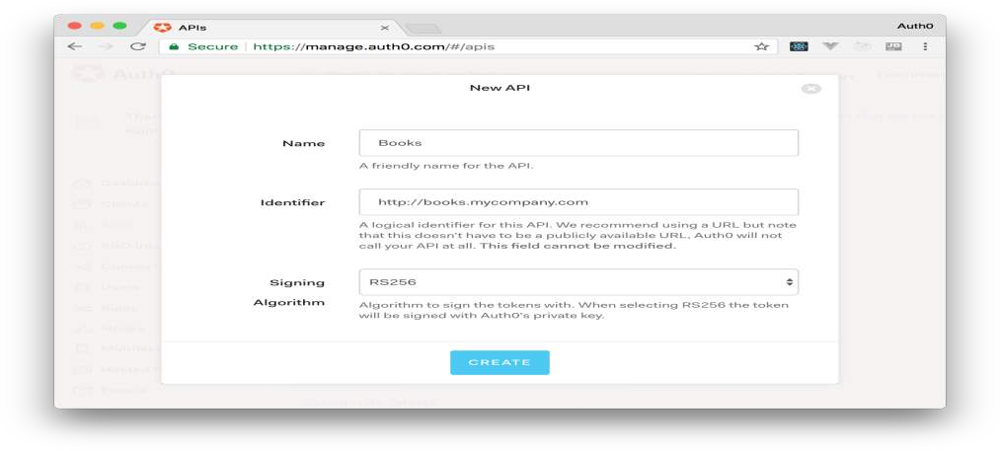 APIs
Auth0
Secure
https://manage.auth0.com/#/apis
New API
Name
Books
A friendly name for the API.
Identifier
http://books.mycompany.com
A logical identifier for this API. We recommend using a URL but note
that this doesn't have to be a publicly available URL, Auth0 will not
call your API at all. This field cannot be modified.
Signing
Algorithm
RS256
Algorithm to sign the tokens with. When selecting RS256 the token
will be signed with Auth0's private key.
CREATE